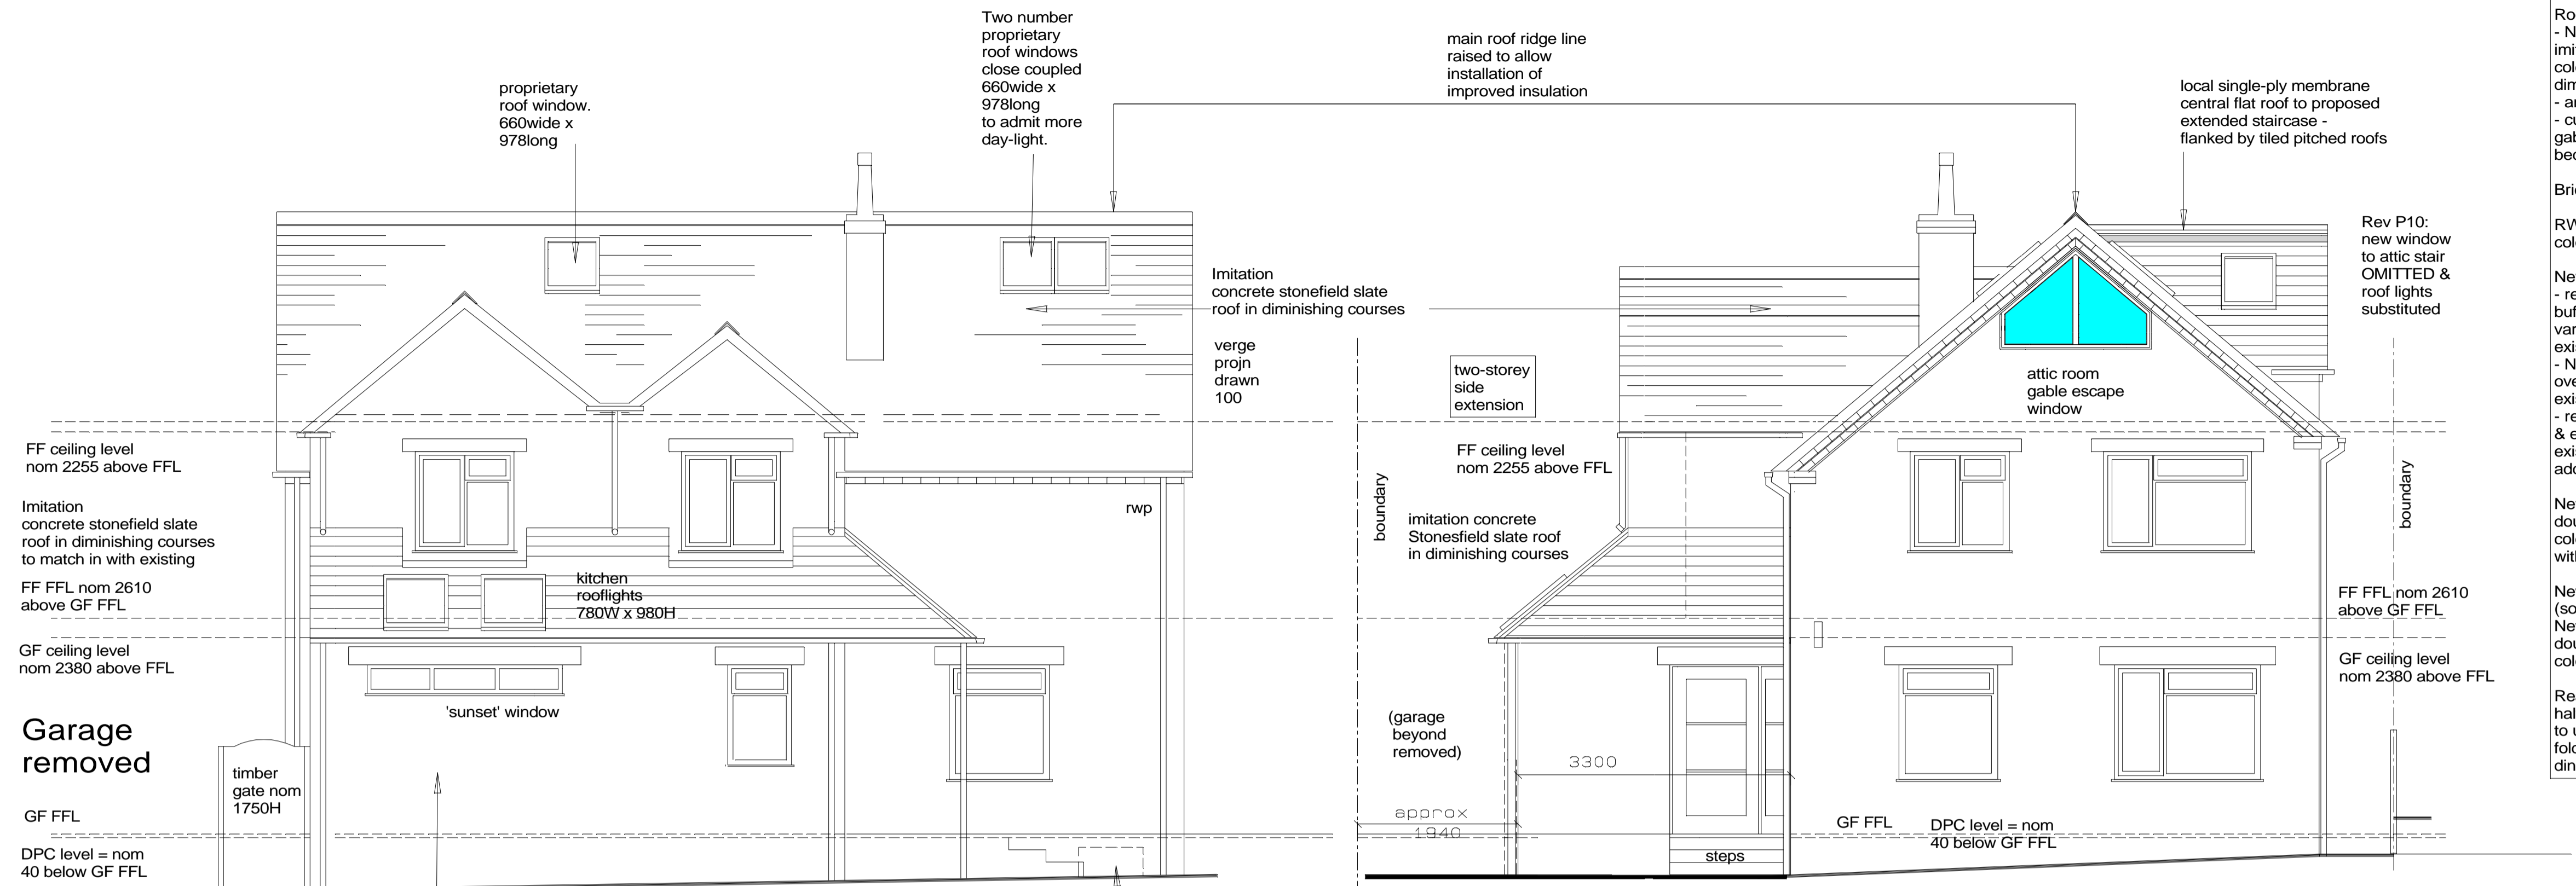 Two number
proprietary
roof windows
close coupled
660wide x
978long
to admit more
day-light.
proprietary
roof window.
660wide x
978long
main roof ridge line
raised to allow
installation of
improved insulation
local single-ply membrane
central flat roof to proposed
extended staircase -
flanked by tiled pitched roofs
Rev P10:
new window
to attic stair
OMITTED &
roof lights
substituted
Imitation
concrete stonefield slate
roof in diminishing courses
verge
projn
drawn
100
two-storey
side
extension
attic room
gable escape
window
FF ceiling level
nom 2255 above FFL
Imitation
concrete stonefield slate
roof in diminishing courses
to match in with existing
FF FFL nom 2610
above GF FFL
GF ceiling level
nom 2380 above FFL
Garage
removed
GF FFL
DPC level = nom
40 below GF FFL
timber
gate nom
1750H
kitchen
rooflights
780W x 980H
'sunset' window
rwp
FF ceiling level
nom 2255 above FFL
boundary
imitation concrete
Stonesfield slate roof
in diminishing courses
(garage
beyond
removed)
3300
approx
1940
steps
GF FFL
DPC level = nom
40 below GF FFL
boundary
FF FFL nom 2610
above GF FFL
GF ceiling level
nom 2380 above FFL